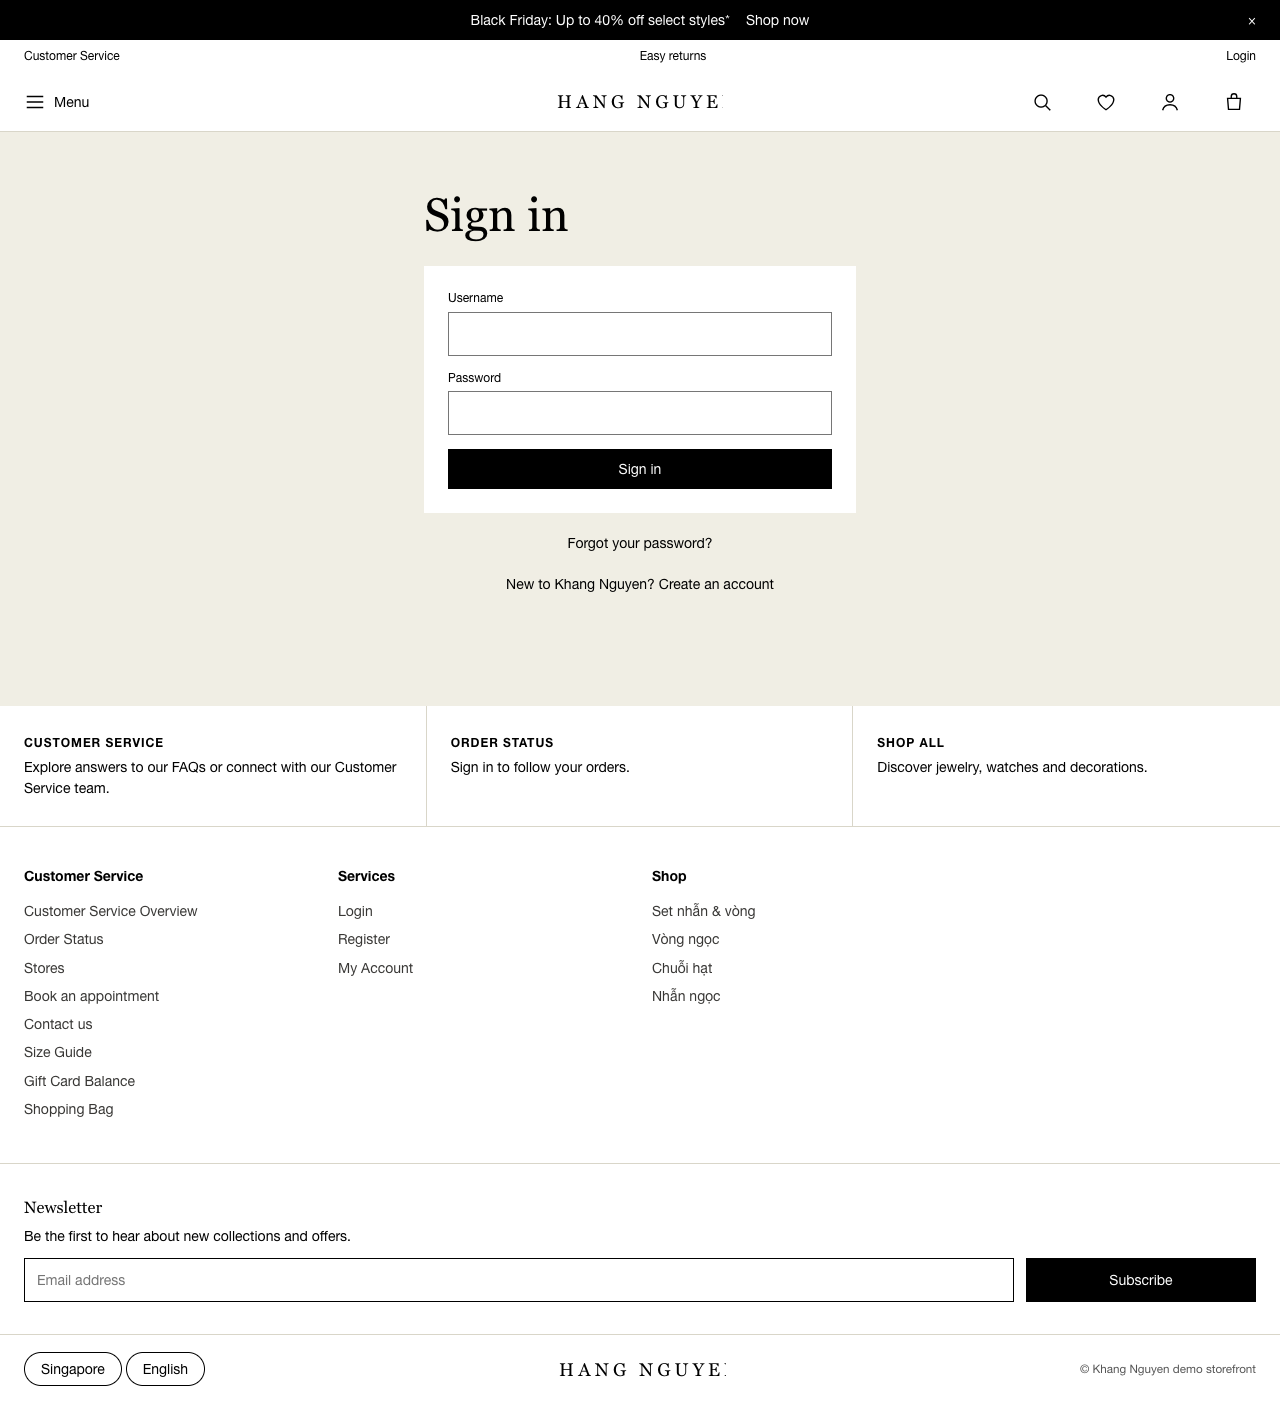 Black Friday: Up to 40% off select styles* Shop now ×
Customer Service Easy returns Login
Menu HANG NGUYE
Sign in
Username
Password
Sign in
Forgot your password?
New to Khang Nguyen? Create an account
CUSTOMER SERVICE
Explore answers to our FAQs or connect with our Customer
Service team.
ORDER STATUS
Sign in to follow your orders.
SHOP ALL
Discover jewelry, watches and decorations.
Customer Service
Customer Service Overview
Order Status
Stores
Book an appointment
Contact us
Size Guide
Gift Card Balance
Shopping Bag
Services
Login
Register
My Account
Shop
Set nhẫn & vòng
Vòng ngọc
Chuỗi hạt
Nhẫn ngọc
Newsletter
Be the first to hear about new collections and offers.
Email address Subscribe
Singapore English HANG NGUYE © Khang Nguyen demo storefront